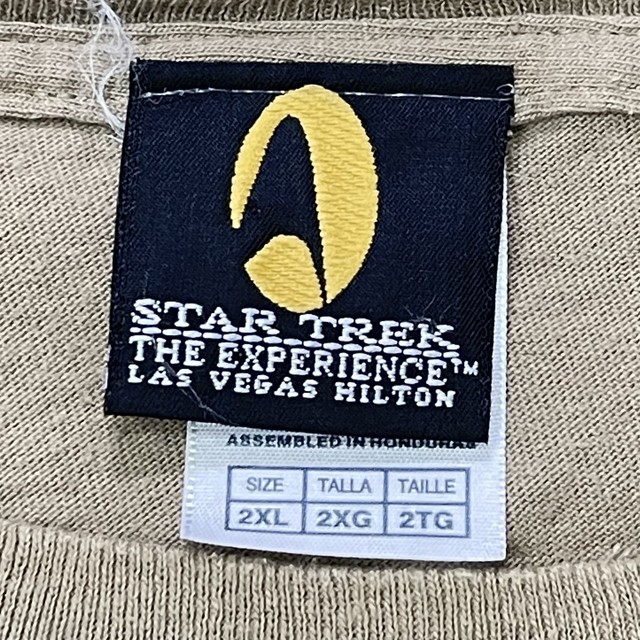 STAR TREK
THE EXPERIENCE™
LAS VEGAS HILTON
ASSEMBLED IN HONDURAS
SIZE TALLA TAILLE
2XL 2XG 2TG